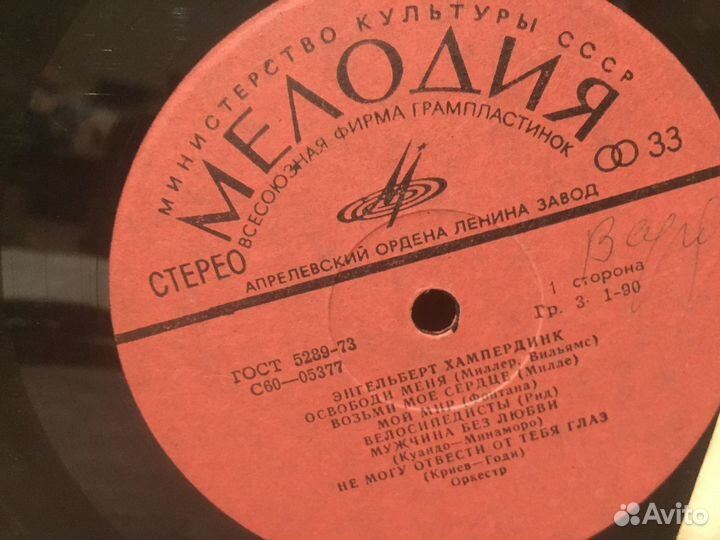 МИНИСТЕРСТВО КУЛЬТУРЫ СССР
МЕЛОДИЯ
ВСЕСОЮЗНАЯ ФИРМА ГРАМПЛАСТИНОК
33
СТЕРЕО
АПРЕЛЕВСКИЙ ОРДЕНА ЛЕНИНА ЗАВОД
1 сторона
Гр. 3. 1-90
ГОСТ 5289-73
С60—05377
ЭНГЕЛЬБЕРТ ХАМПЕРДИНК
ОСВОБОДИ МЕНЯ (Миллер, Вильямс)
ВОЗЬМИ МОЕ СЕРДЦЕ (Милле)
МОЙ МИР (Фонтана)
ВЕЛОСИПЕДИСТЫ (Рид)
МУЖЧИНА БЕЗ ЛЮБВИ
(Куандо—Минаморо)
НЕ МОГУ ОТВЕСТИ ОТ ТЕБЯ ГЛАЗ
(Криев—Годи)
Оркестр
Avito